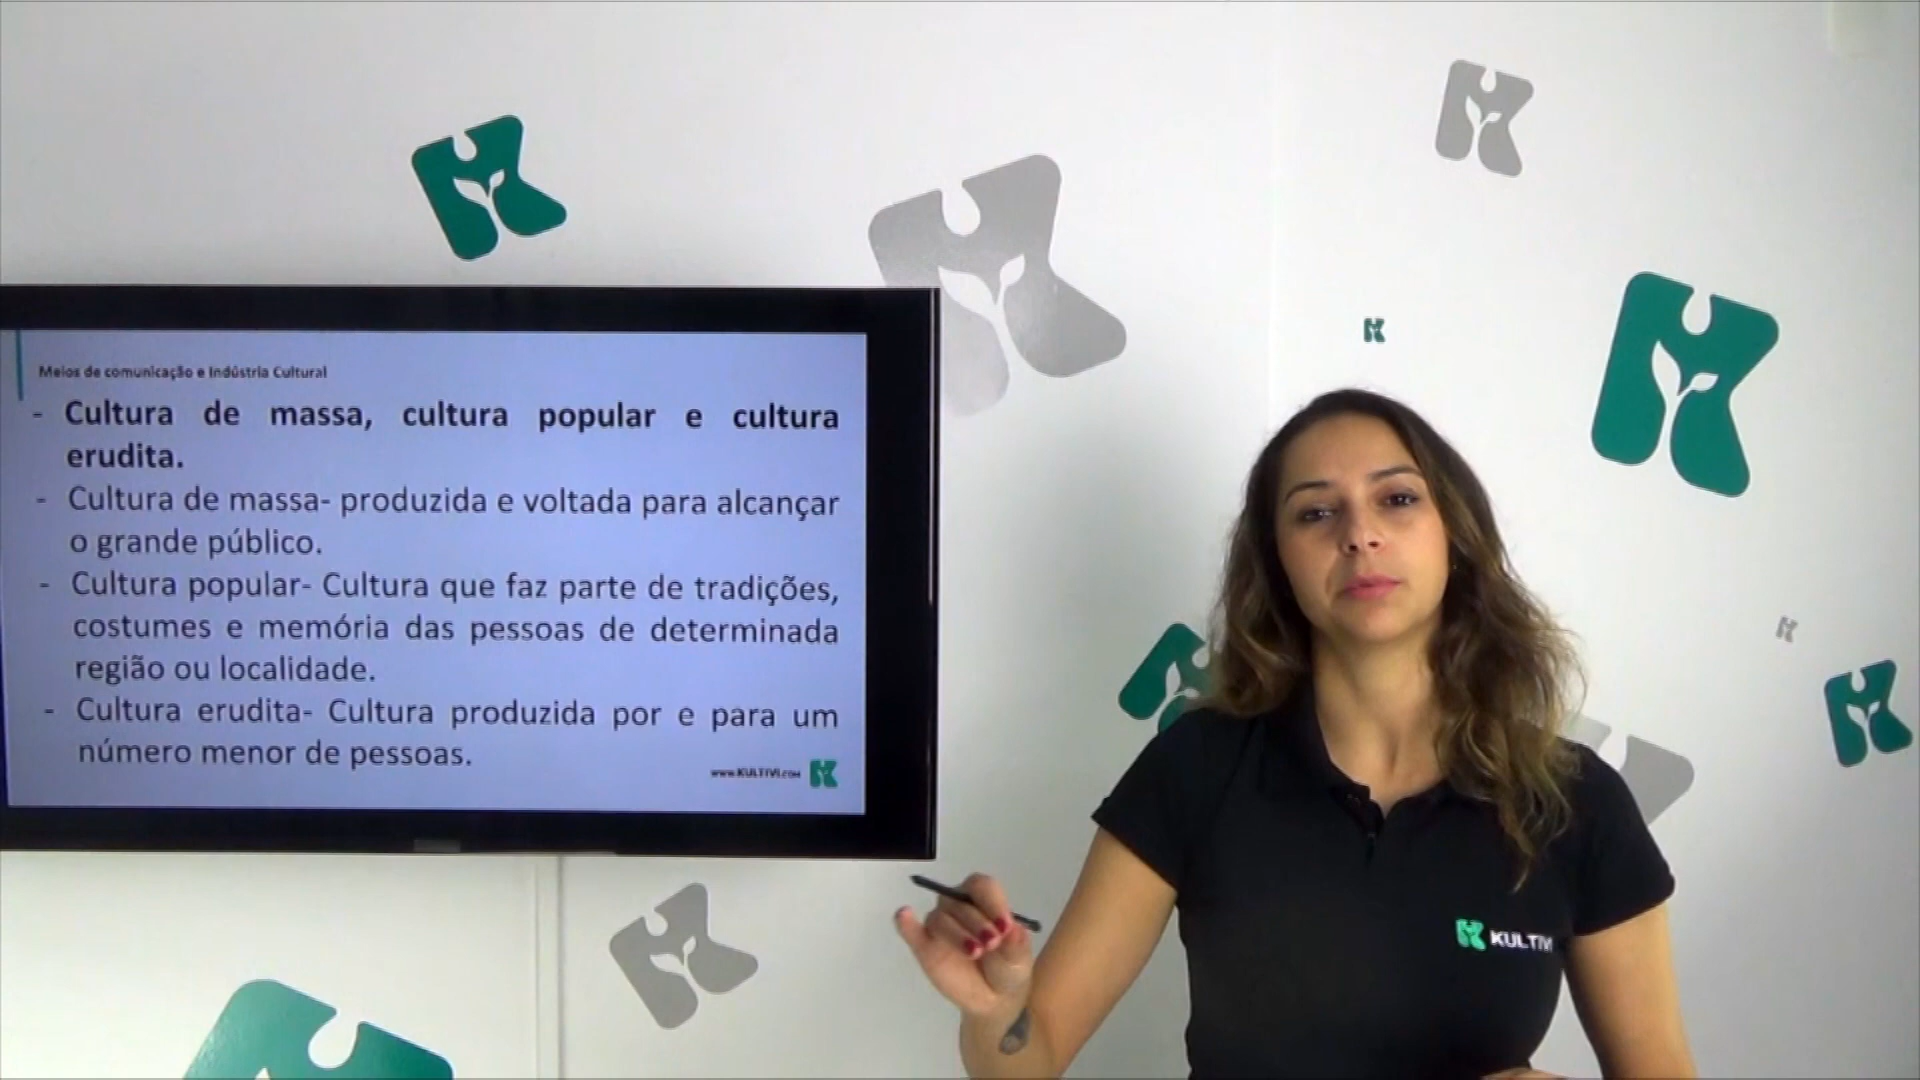 Meios de comunicação e Indústria Cultural
- Cultura de massa, cultura popular e cultura
erudita.
- Cultura de massa- produzida e voltada para alcançar
o grande público.
- Cultura popular- Cultura que faz parte de tradições,
costumes e memória das pessoas de determinada
região ou localidade.
- Cultura erudita- Cultura produzida por e para um
número menor de pessoas.
www.KULTIVI.COM
KULTIVI